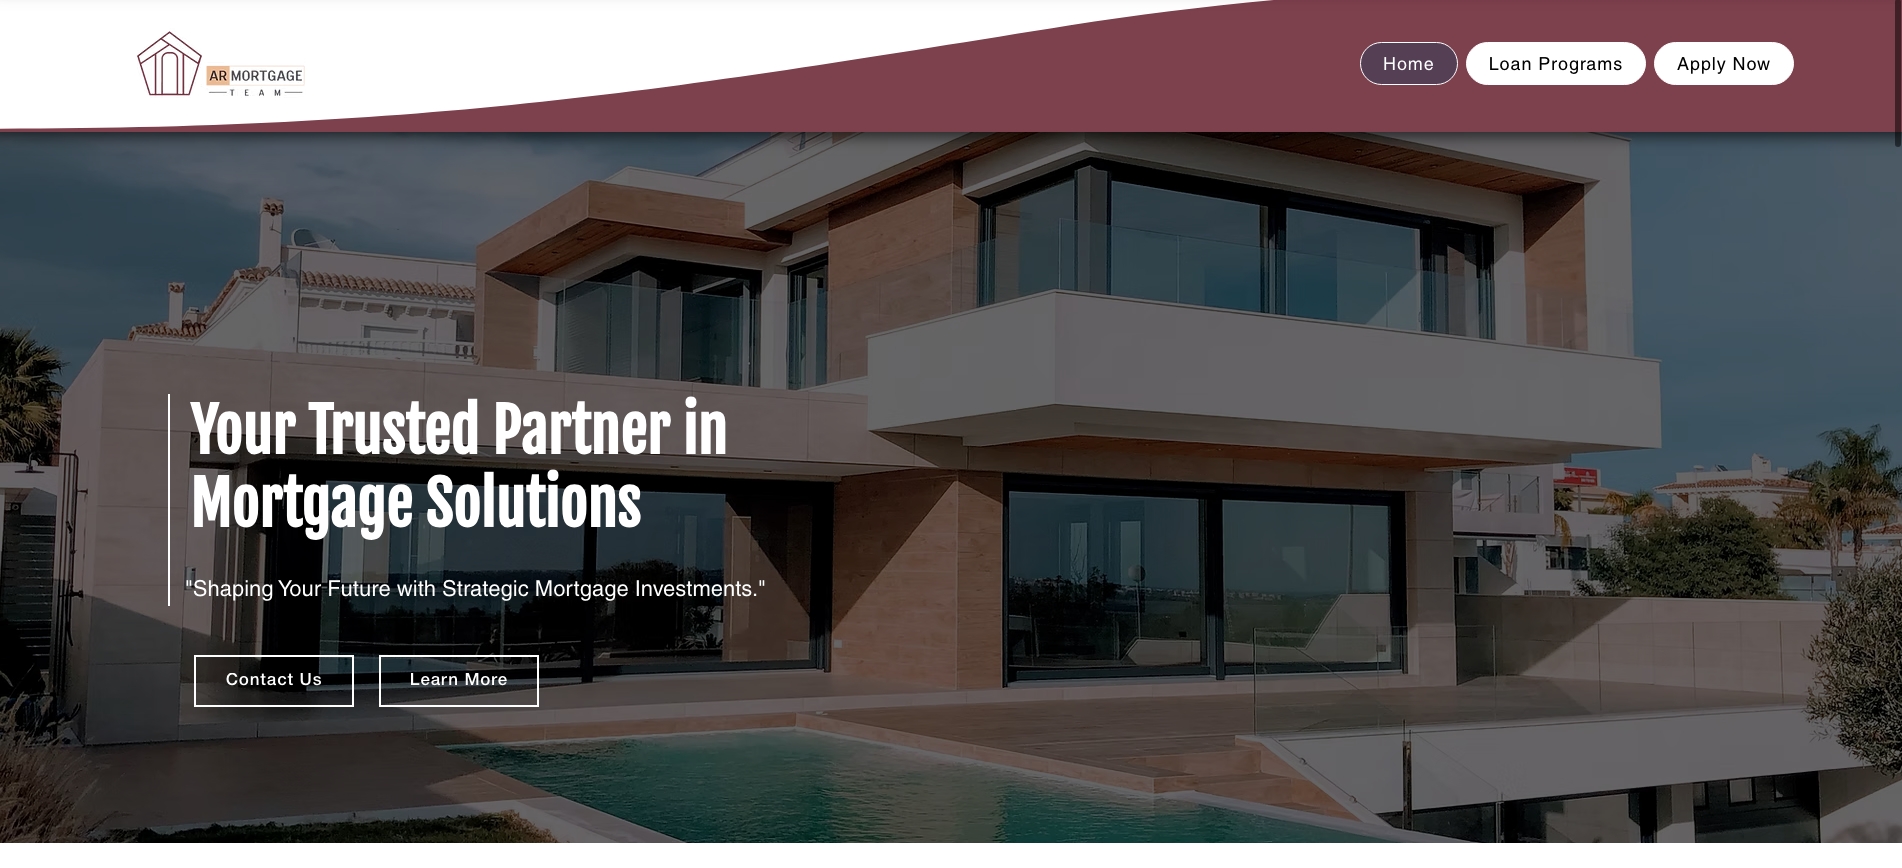 AR MORTGAGE
TEAM
Home
Loan Programs
Apply Now
Your Trusted Partner in
Mortgage Solutions
"Shaping Your Future with Strategic Mortgage Investments."
Contact Us
Learn More